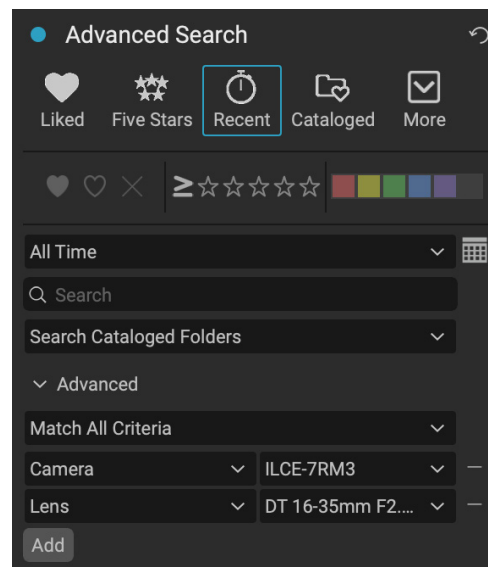 Advanced Search
Liked Five Stars Recent Cataloged More
All Time
Search
Search Cataloged Folders
Advanced
Match All Criteria
Camera ILCE-7RM3
Lens DT 16-35mm F2....
Add